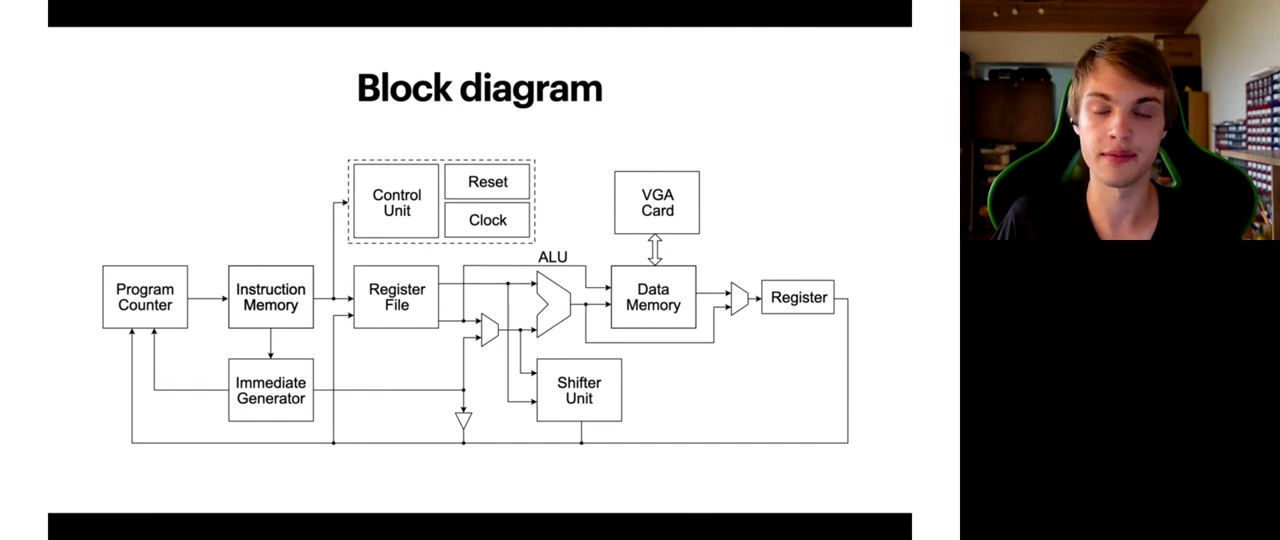 Block diagram
Control
Unit
Reset
Clock
VGA
Card
ALU
Program
Counter
Instruction
Memory
Register
File
Data
Memory
Register
Immediate
Generator
Shifter
Unit